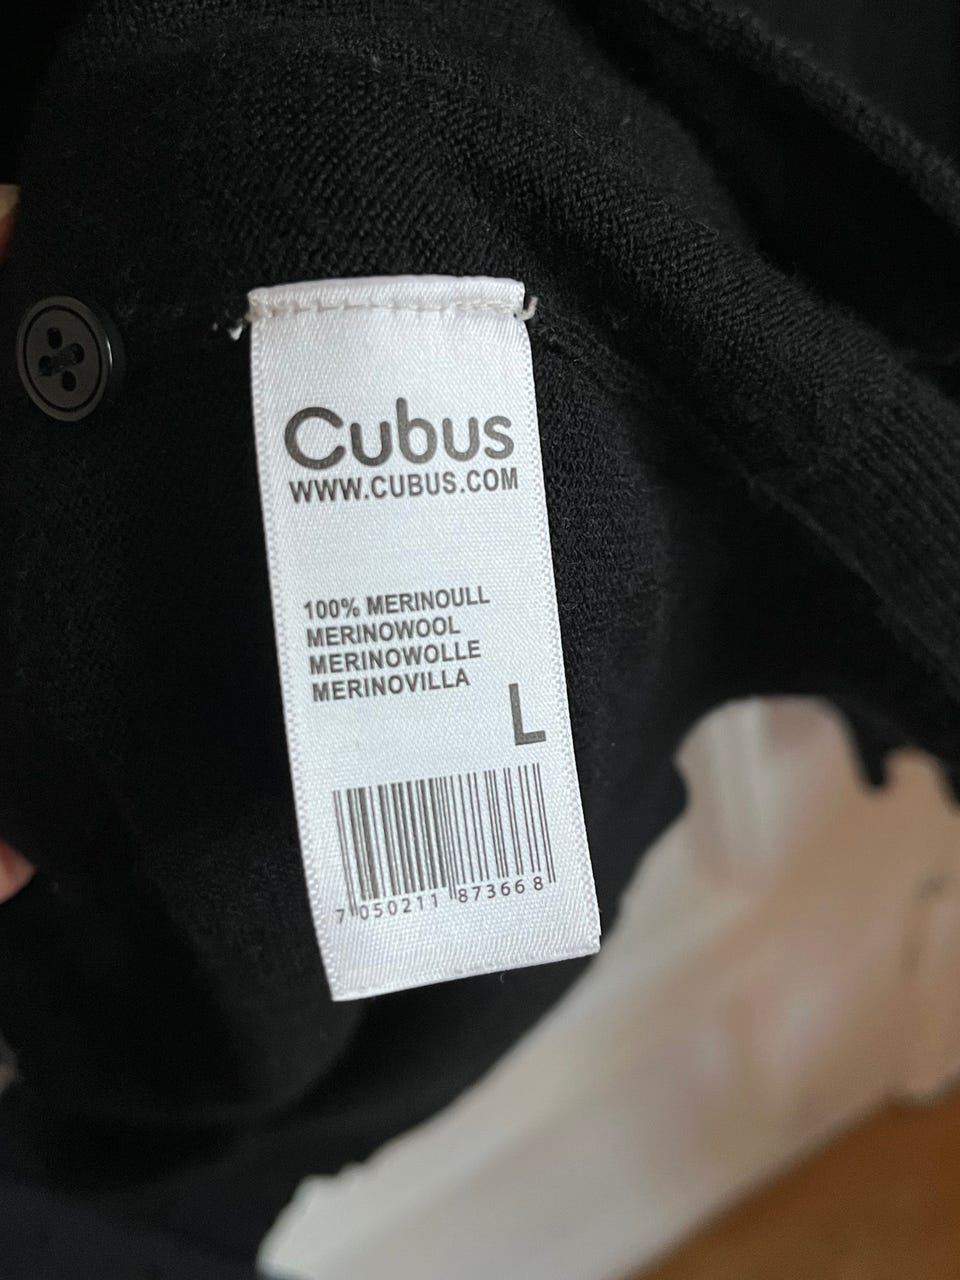 Cubus
WWW.CUBUS.COM
100% MERINOULL
MERINOWOOL
MERINOWOLLE
MERINOVILLA
L
7 050211 873668